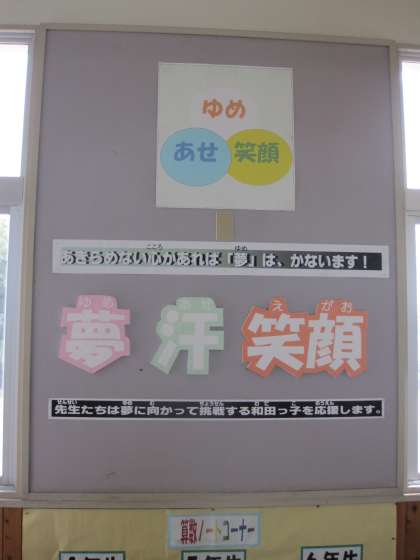 ゆめ
あせ 笑顔
あきらめない心があれば「夢」は、かないます！
夢 汗 笑顔
先生たちは夢に向かって挑戦する和田っ子を応援します。
算数ノートコーナー
6年生